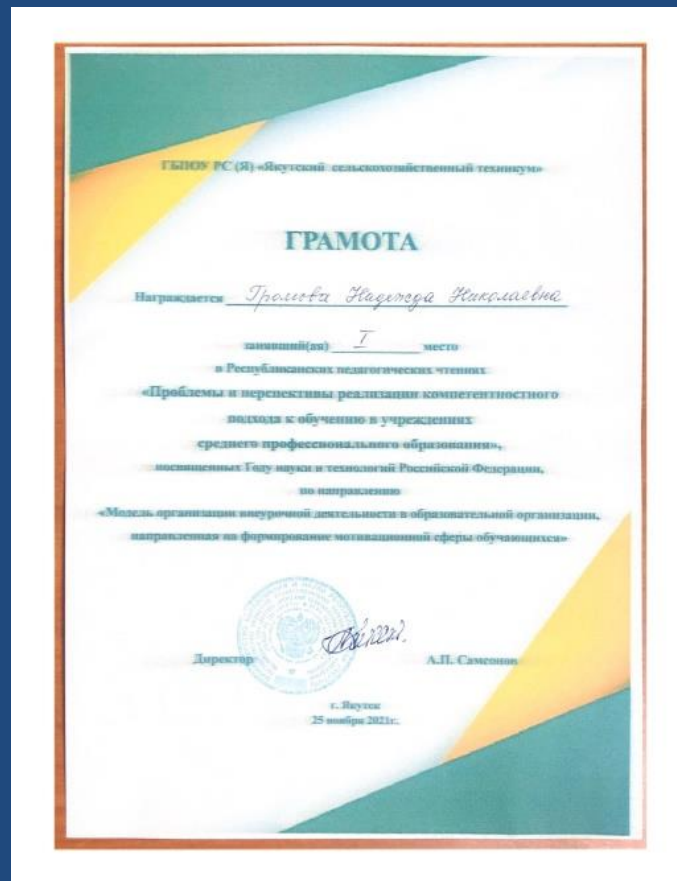 ГБПОУ РС (Я) «Якутский сельскохозяйственный техникум»
ГРАМОТА
Награждается Громова Надежда Николаевна
занявший(ая) I место
в Республиканских педагогических чтениях
«Проблемы и перспективы реализации компетентностного
подхода к обучению в учреждениях
среднего профессионального образования»,
посвященных Году науки и технологий Российской Федерации,
по направлению
«Модель организации внеурочной деятельности в образовательной организации,
направленная на формирование мотивационной сферы обучающихся»
Директор А.П. Самсонов
г. Якутск
25 ноября 2021г.